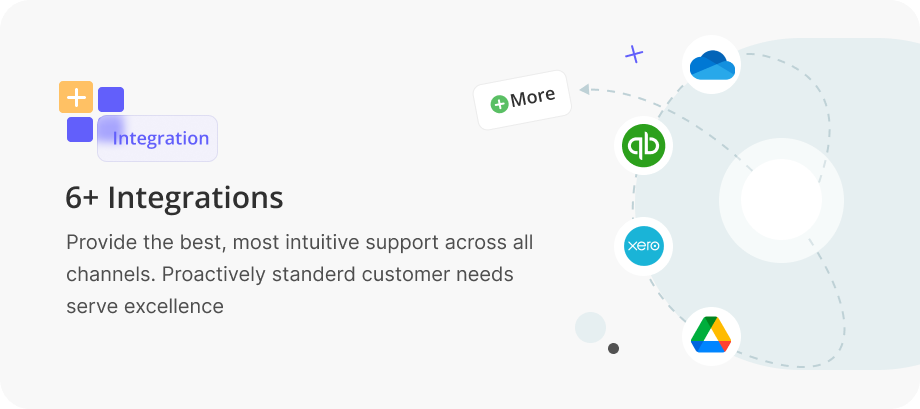 More
qb
Integration
xero
6+ Integrations
Provide the best, most intuitive support across all
channels. Proactively standerd customer needs
serve excellence